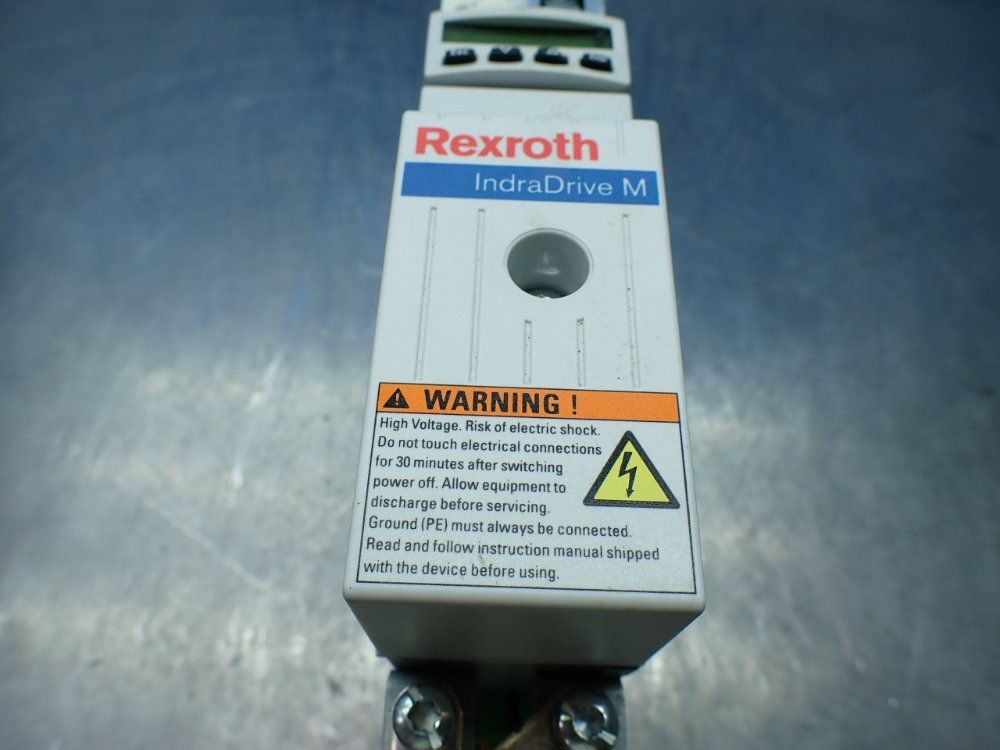 Rexroth
IndraDrive M
WARNING !
High Voltage. Risk of electric shock.
Do not touch electrical connections
for 30 minutes after switching
power off. Allow equipment to
discharge before servicing.
Ground (PE) must always be connected.
Read and follow instruction manual shipped
with the device before using.